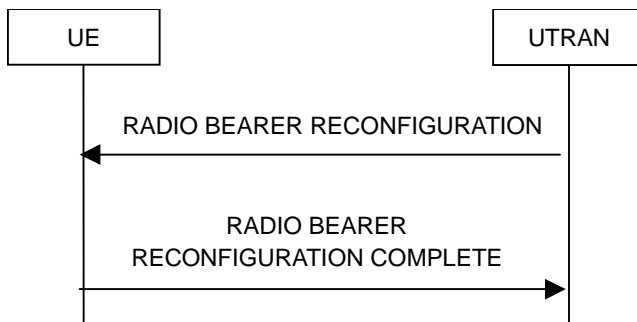 UE
UTRAN
RADIO BEARER RECONFIGURATION
RADIO BEARER
RECONFIGURATION COMPLETE